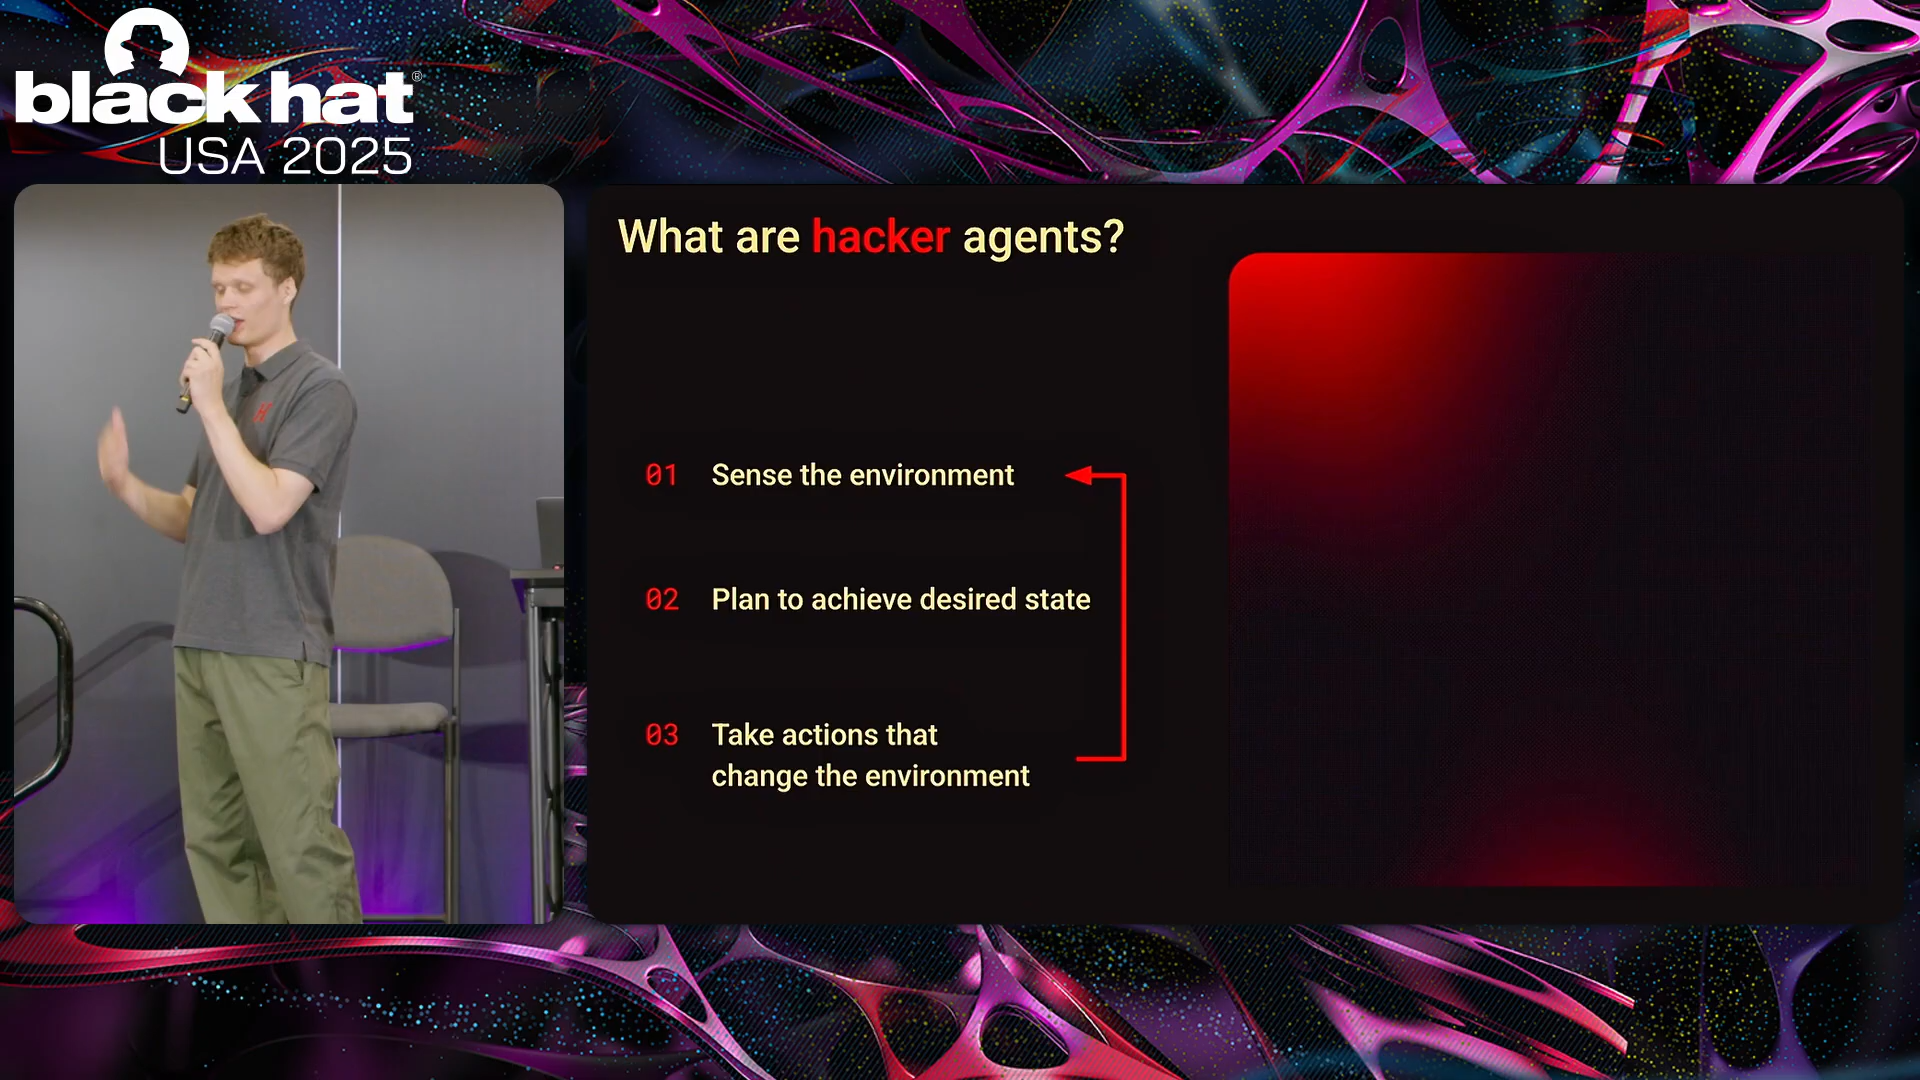 black hat®
USA 2025
What are hacker agents?
01 Sense the environment
02 Plan to achieve desired state
03 Take actions that
change the environment